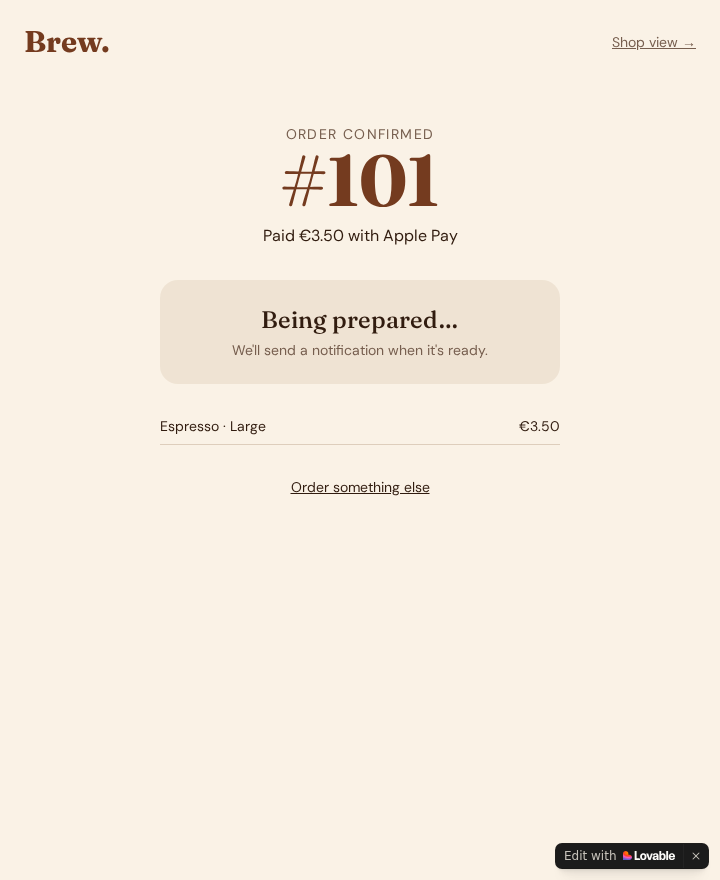 Brew.
Shop view →
ORDER CONFIRMED
#101
Paid €3.50 with Apple Pay
Being prepared…
We'll send a notification when it's ready.
Espresso · Large €3.50
Order something else
Edit with Lovable ×